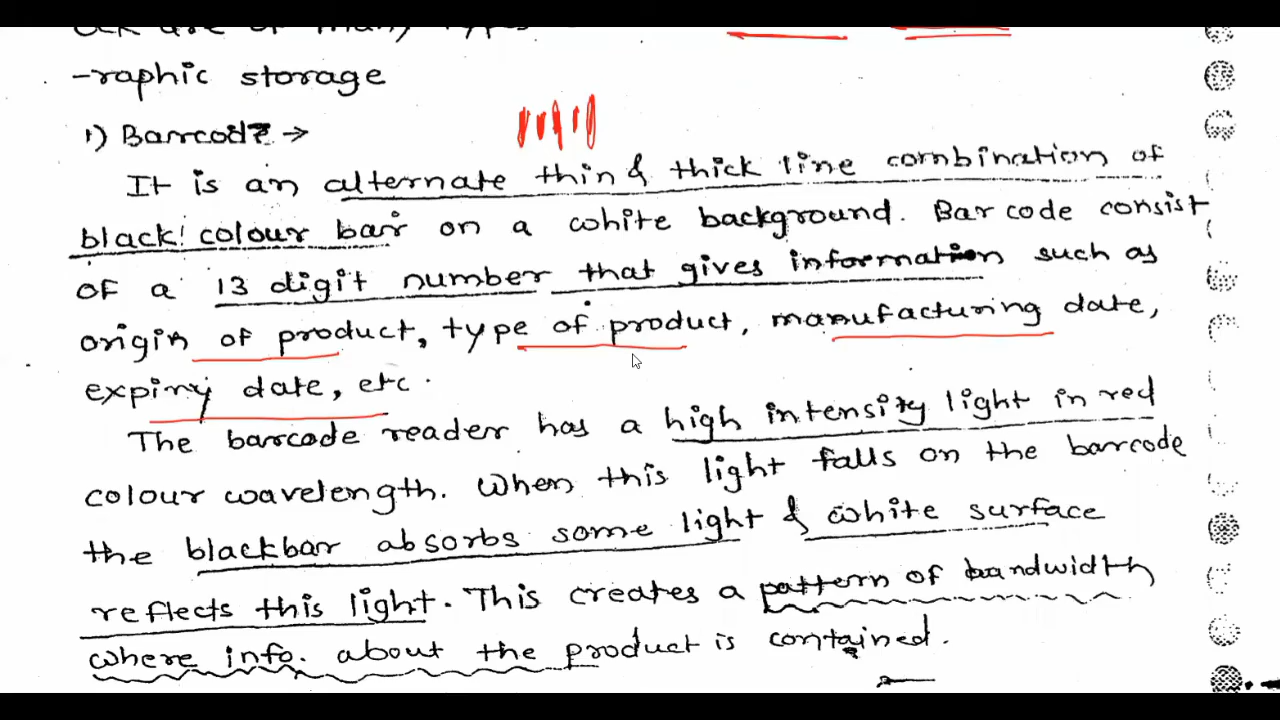 are of many types
-raphic storage
1) Barcode →
It is an alternate thin & thick line combination of
black colour bar on a white background. Bar code consist
of a 13 digit number that gives information such as
origin of product, type of product, manufacturing date,
expiry date, etc.
The barcode reader has a high intensity light in red
colour wavelength. When this light falls on the barcode
the blackbar absorbs some light & white surface
reflects this light. This creates a pattern of bandwidth
where info. about the product is contained.